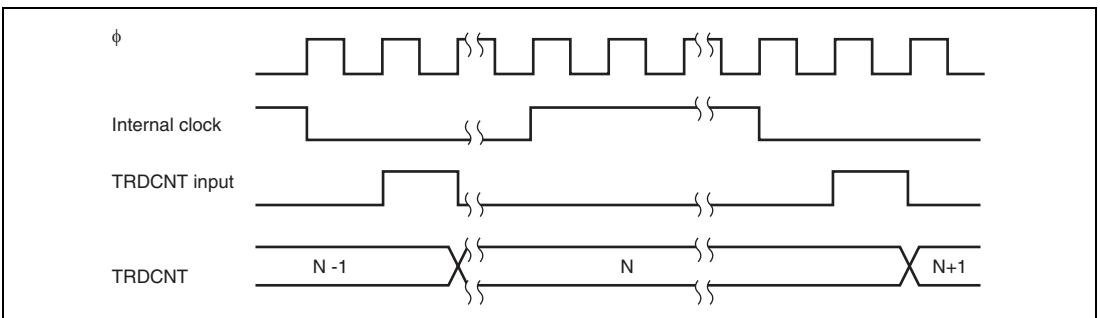 ϕ
Internal clock
TRDCNT input
TRDCNT
N -1
N
N+1